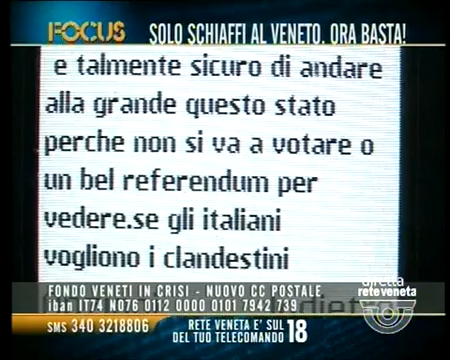 FOCUS SOLO SCHIAFFI AL VENETO. ORA BASTA!
e talmente sicuro di andare
alla grande questo stato
perche non si va a votare o
un bel referendum per
vedere.se gli italiani
vogliono i clandestini
diretta
reteveneta
FONDO VENETI IN CRISI - NUOVO CC POSTALE
iban IT74 N076 0112 0000 0101 7942 739
SMS 340 3218806
RETE VENETA E' SUL 18
DEL TUO TELECOMANDO